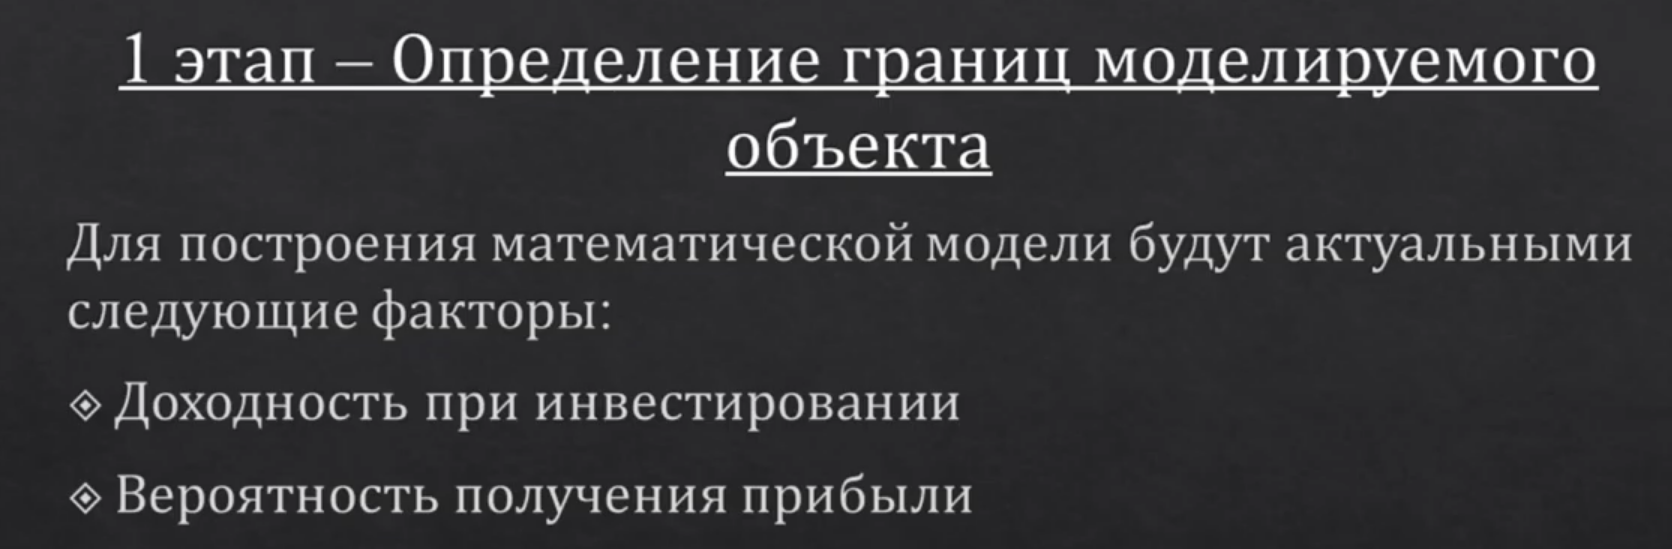 1 этап – Определение границ моделируемого
объекта
Для построения математической модели будут актуальными
следующие факторы:
Доходность при инвестировании
Вероятность получения прибыли